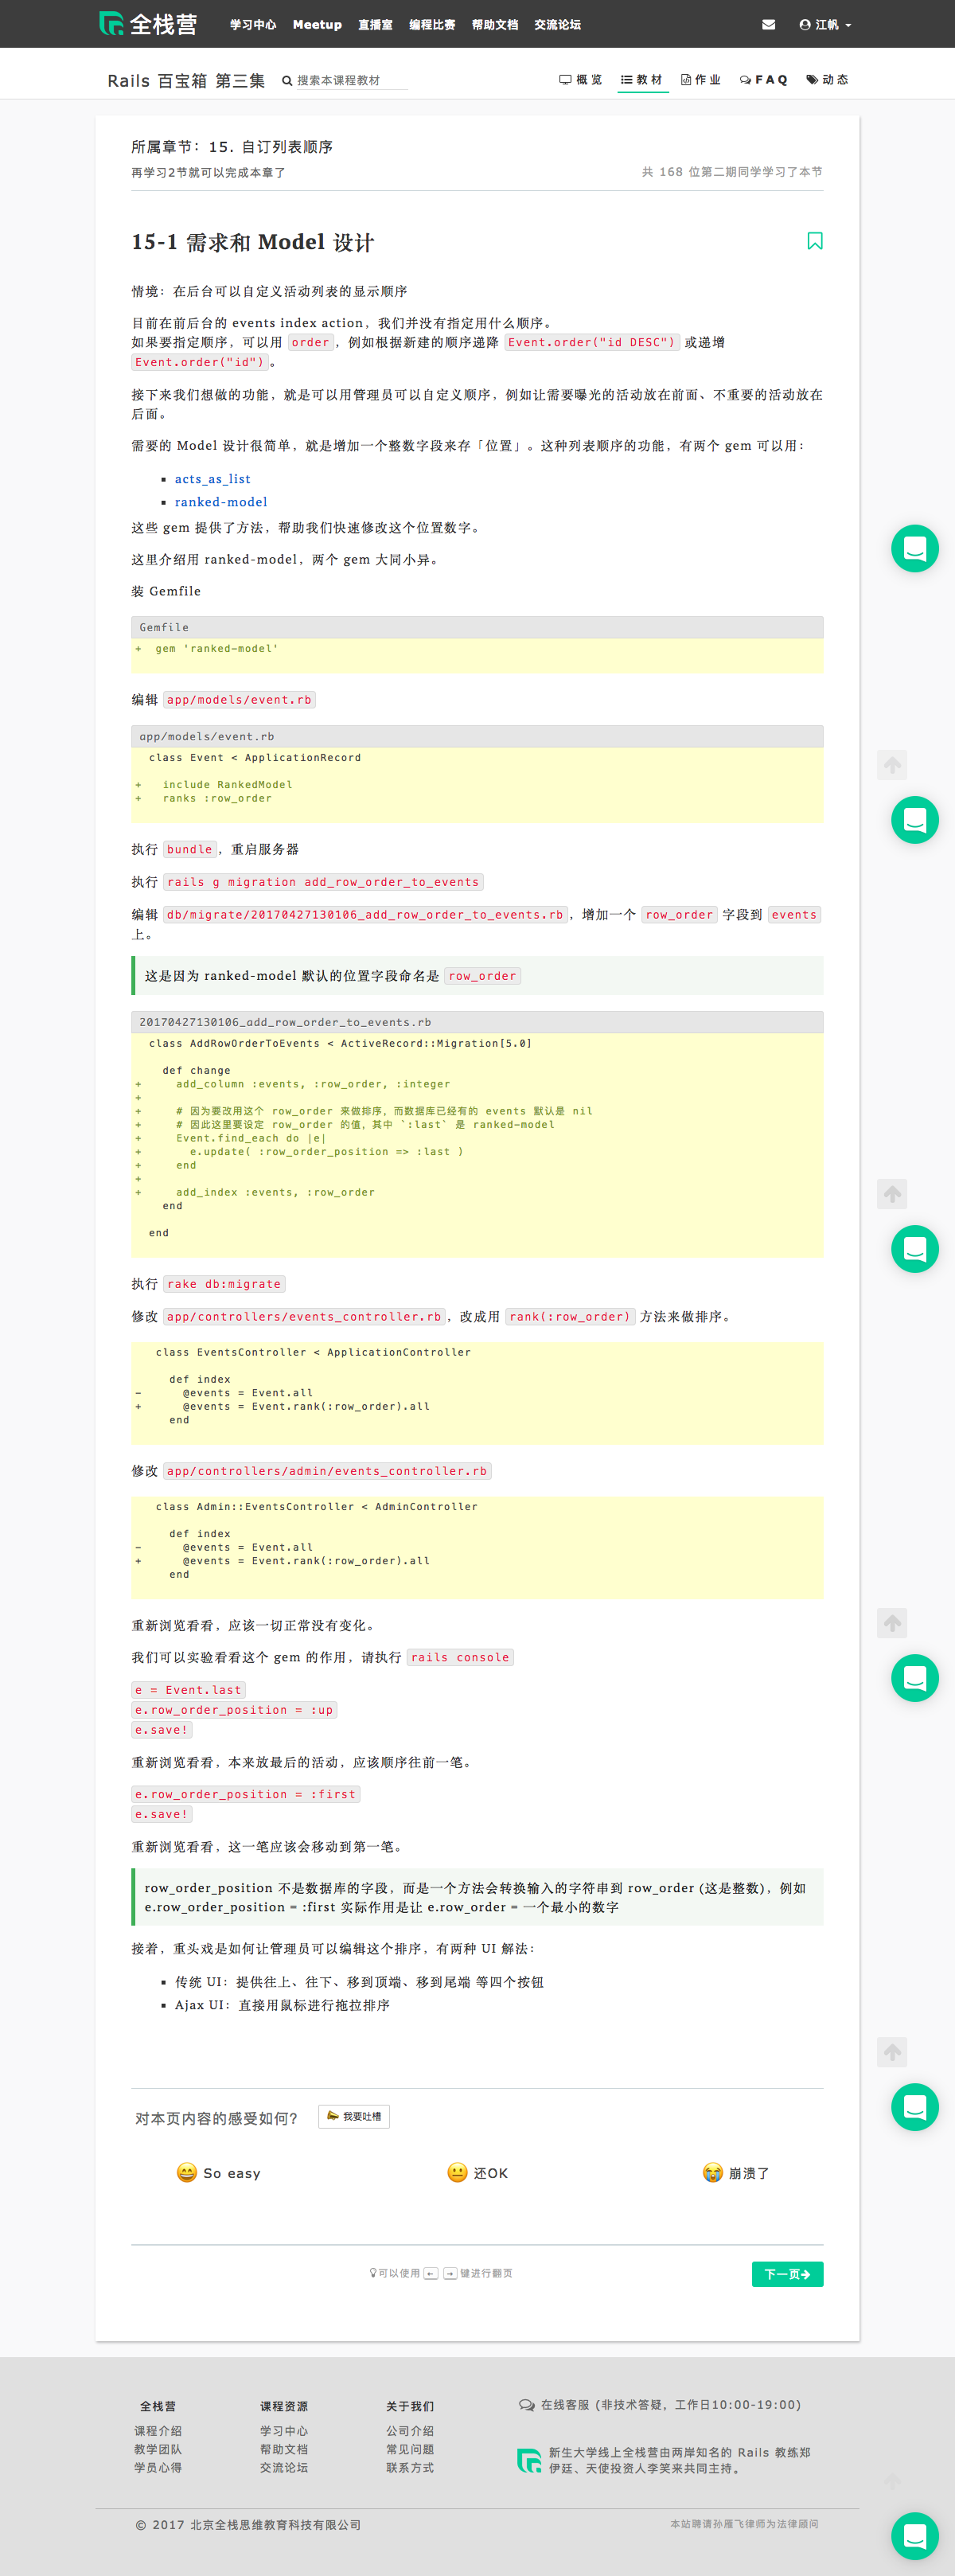 全栈营
学习中心 Meetup 直播室 编程比赛 帮助文档 交流论坛
江帆
Rails 百宝箱 第三集 搜索本课程教材
概览 教材 作业 FAQ 动态
所属章节：15. 自订列表顺序
再学习2节就可以完成本章了
共 168 位第二期同学学习了本节
15-1 需求和 Model 设计
情境：在后台可以自定义活动列表的显示顺序
目前在前后台的 events index action，我们并没有指定用什么顺序。
如果要指定顺序，可以用 order，例如根据新建的顺序递降 Event.order("id DESC") 或递增
Event.order("id")。
接下来我们想做的功能，就是可以用管理员可以自定义顺序，例如让需要曝光的活动放在前面、不重要的活动放在
后面。
需要的 Model 设计很简单，就是增加一个整数字段来存「位置」。这种列表顺序的功能，有两个 gem 可以用：
acts_as_list
ranked-model
这些 gem 提供了方法，帮助我们快速修改这个位置数字。
这里介绍用 ranked-model，两个 gem 大同小异。
装 Gemfile
Gemfile
+  gem 'ranked-model'
编辑 app/models/event.rb
app/models/event.rb
  class Event < ApplicationRecord
+   include RankedModel
+   ranks :row_order
执行 bundle，重启服务器
执行 rails g migration add_row_order_to_events
编辑 db/migrate/20170427130106_add_row_order_to_events.rb，增加一个 row_order 字段到 events
上。
这是因为 ranked-model 默认的位置字段命名是 row_order
20170427130106_add_row_order_to_events.rb
  class AddRowOrderToEvents < ActiveRecord::Migration[5.0]
    def change
+     add_column :events, :row_order, :integer
+
+     # 因为要改用这个 row_order 来做排序，而数据库已经有的 events 默认是 nil
+     # 因此这里要设定 row_order 的值，其中 `:last` 是 ranked-model
+     Event.find_each do |e|
+       e.update( :row_order_position => :last )
+     end
+
+     add_index :events, :row_order
    end
  end
执行 rake db:migrate
修改 app/controllers/events_controller.rb，改成用 rank(:row_order) 方法来做排序。
   class EventsController < ApplicationController
     def index
-      @events = Event.all
+      @events = Event.rank(:row_order).all
     end
修改 app/controllers/admin/events_controller.rb
   class Admin::EventsController < AdminController
     def index
-      @events = Event.all
+      @events = Event.rank(:row_order).all
     end
重新浏览看看，应该一切正常没有变化。
我们可以实验看看这个 gem 的作用，请执行 rails console
e = Event.last
e.row_order_position = :up
e.save!
重新浏览看看，本来放最后的活动，应该顺序往前一笔。
e.row_order_position = :first
e.save!
重新浏览看看，这一笔应该会移动到第一笔。
row_order_position 不是数据库的字段，而是一个方法会转换输入的字符串到 row_order (这是整数)，例如
e.row_order_position = :first 实际作用是让 e.row_order = 一个最小的数字
接着，重头戏是如何让管理员可以编辑这个排序，有两种 UI 解法：
传统 UI：提供往上、往下、移到顶端、移到尾端 等四个按钮
Ajax UI：直接用鼠标进行拖拉排序
对本页内容的感受如何? 我要吐槽
So easy 还OK 崩溃了
可以使用 ← → 键进行翻页
下一页
全栈营 课程资源 关于我们
课程介绍 学习中心 公司介绍
教学团队 帮助文档 常见问题
学员心得 交流论坛 联系方式
在线客服 (非技术答疑，工作日10:00-19:00)
新生大学线上全栈营由两岸知名的 Rails 教练郑
伊廷、天使投资人李笑来共同主持。
© 2017 北京全栈思维教育科技有限公司
本站聘请孙雁飞律师为法律顾问